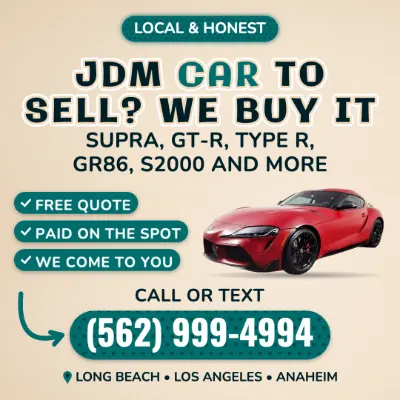 LOCAL & HONEST
JDM CAR TO
SELL? WE BUY IT
SUPRA, GT-R, TYPE R,
GR86, S2000 AND MORE
FREE QUOTE
PAID ON THE SPOT
WE COME TO YOU
CALL OR TEXT
(562) 999-4994
LONG BEACH • LOS ANGELES • ANAHEIM